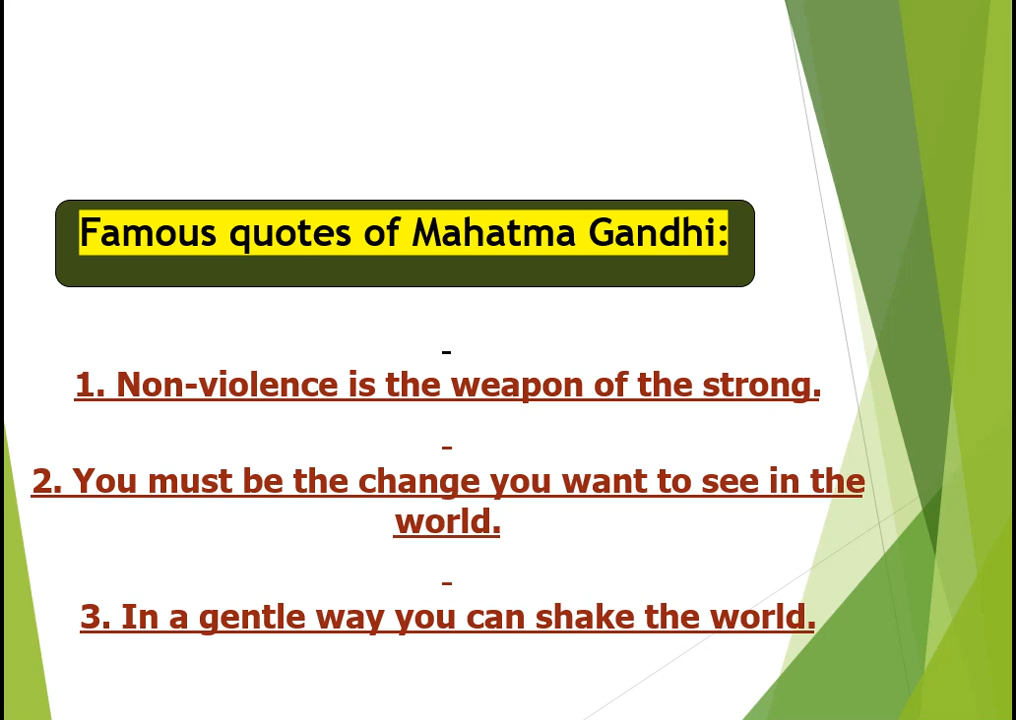 Famous quotes of Mahatma Gandhi:
1. Non-violence is the weapon of the strong.
2. You must be the change you want to see in the
world.
3. In a gentle way you can shake the world.